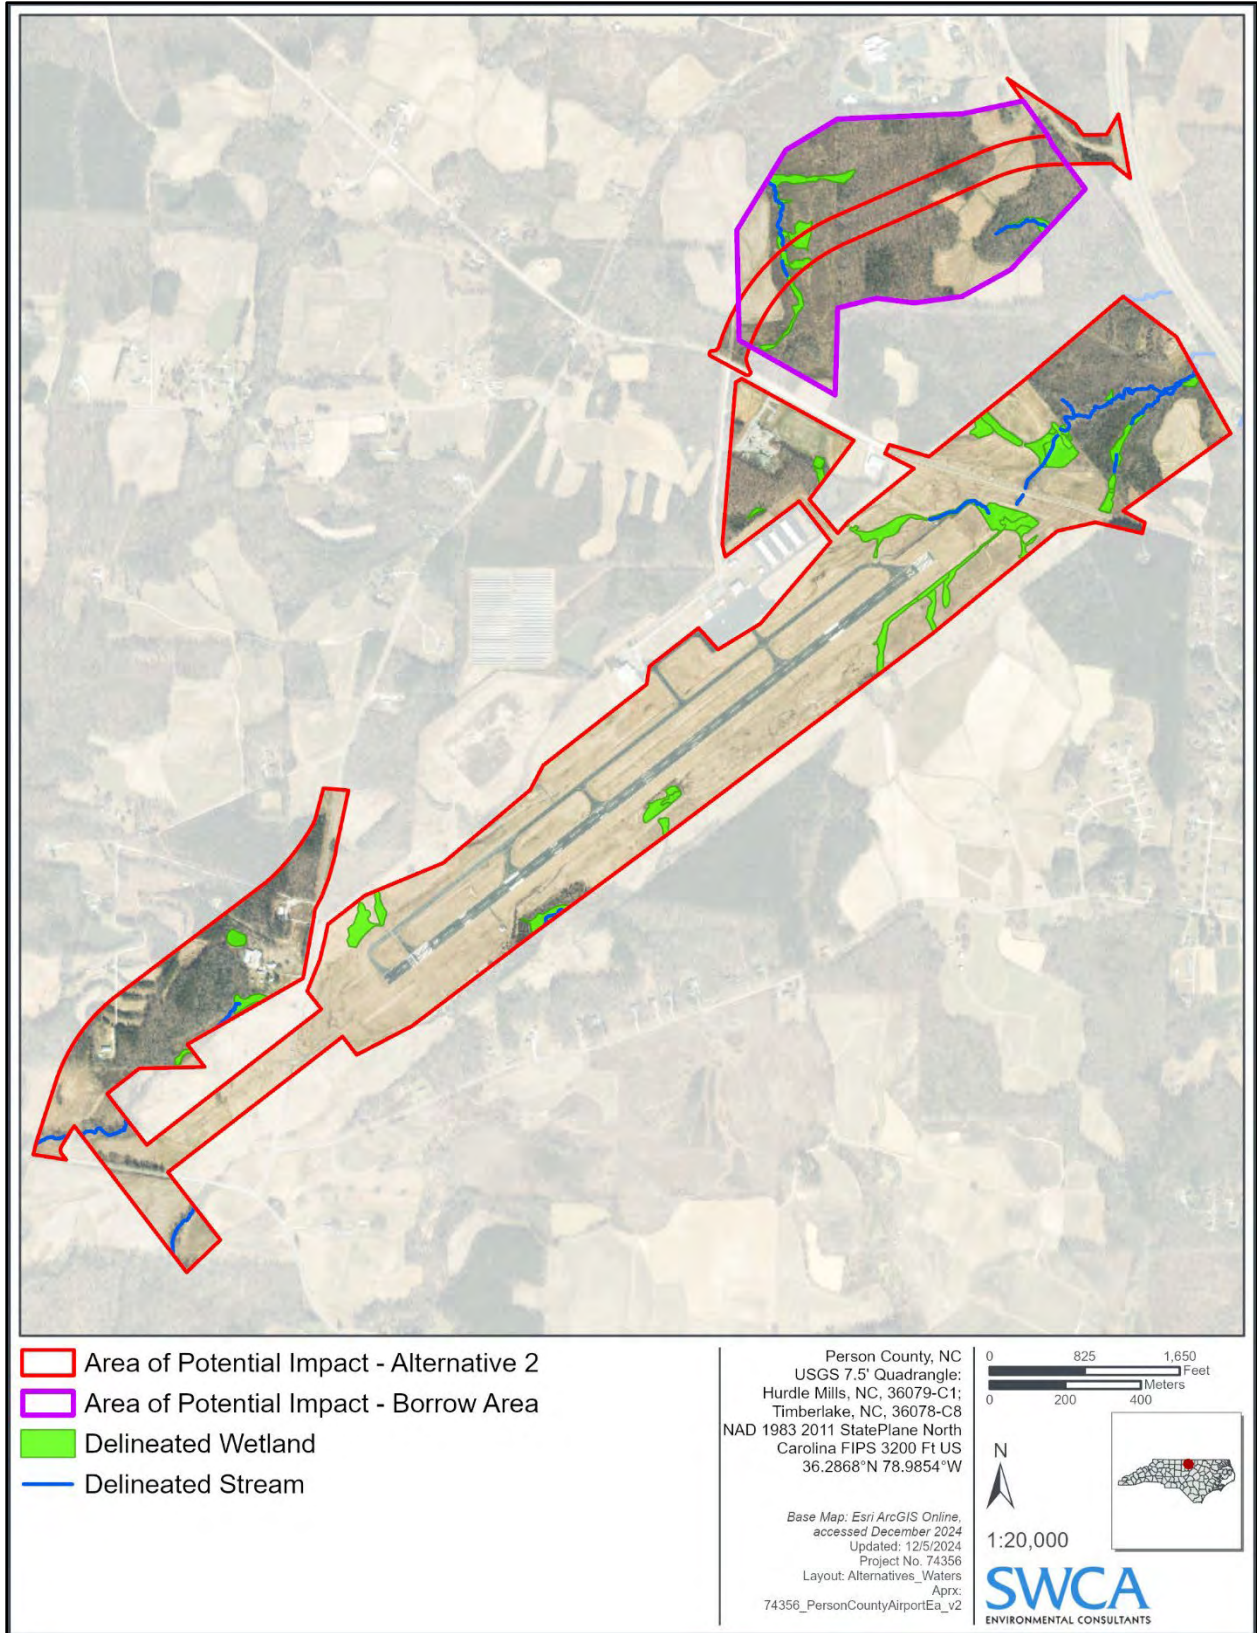 Area of Potential Impact - Alternative 2
Area of Potential Impact - Borrow Area
Delineated Wetland
Delineated Stream
Person County, NC
USGS 7.5' Quadrangle:
Hurdle Mills, NC, 36079-C1;
Timberlake, NC, 36078-C8
NAD 1983 2011 StatePlane North
Carolina FIPS 3200 Ft US
36.2868°N 78.9854°W
Base Map: Esri ArcGIS Online,
accessed December 2024
Updated: 12/5/2024
Project No. 74356
Layout: Alternatives_Waters
Aprx:
74356_PersonCountyAirportEa_v2
0 825 1,650
Feet
Meters
0 200 400
N
1:20,000
SWCA
ENVIRONMENTAL CONSULTANTS